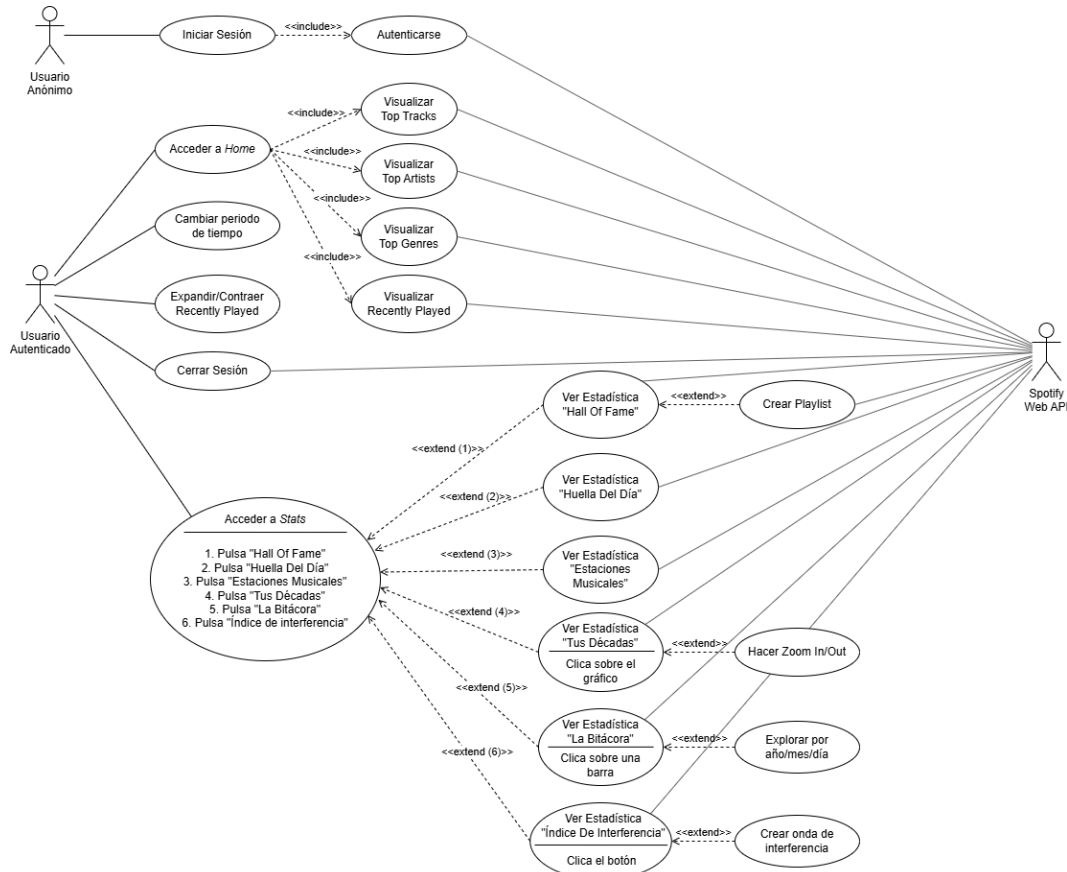 Usuario
Anónimo
Iniciar Sesión
<<include>>
Autenticarse
Acceder a Home
<<include>>
Visualizar
Top Tracks
<<include>>
Visualizar
Top Artists
<<include>>
Visualizar
Top Genres
<<include>>
Visualizar
Recently Played
Cambiar periodo
de tiempo
Expandir/Contraer
Recently Played
Usuario
Autenticado
Cerrar Sesión
Spotify
Web API
Ver Estadística
"Hall Of Fame"
<<extend>>
Crear Playlist
<<extend (1)>>
Ver Estadística
"Huella Del Día"
<<extend (2)>>
Acceder a Stats
1. Pulsa "Hall Of Fame"
2. Pulsa "Huella Del Día"
3. Pulsa "Estaciones Musicales"
4. Pulsa "Tus Décadas"
5. Pulsa "La Bitácora"
6. Pulsa "Índice de interferencia"
<<extend (3)>>
Ver Estadística
"Estaciones
Musicales"
<<extend (4)>>
Ver Estadística
"Tus Décadas"
Clica sobre el
gráfico
<<extend>>
Hacer Zoom In/Out
<<extend (5)>>
Ver Estadística
"La Bitácora"
Clica sobre una
barra
<<extend>>
Explorar por
año/mes/día
<<extend (6)>>
Ver Estadística
"Índice De Interferencia"
Clica el botón
<<extend>>
Crear onda de
interferencia